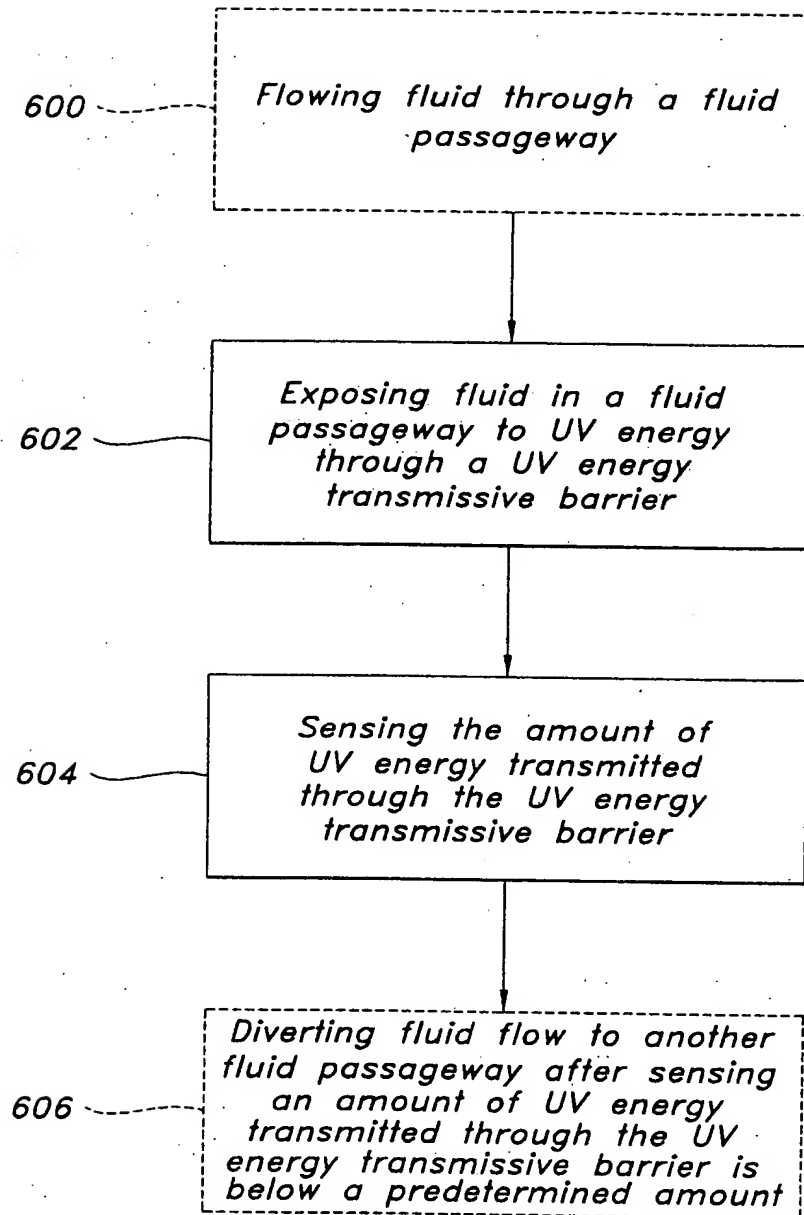 600
Flowing fluid through a fluid
passageway
602
Exposing fluid in a fluid
passageway to UV energy
through a UV energy
transmissive barrier
604
Sensing the amount of
UV energy transmitted
through the UV energy
transmissive barrier
606
Diverting fluid flow to another
fluid passageway after sensing
an amount of UV energy
transmitted through the UV
energy transmissive barrier is
below a predetermined amount